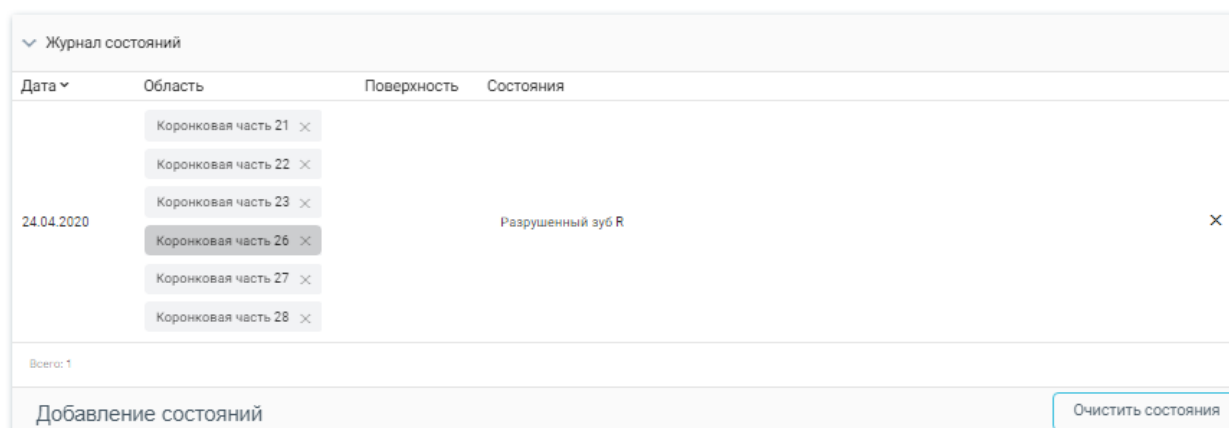 Журнал состояний
Дата Область Поверхность Состояния
Коронковая часть 21
Коронковая часть 22
Коронковая часть 23
24.04.2020 Разрушенный зуб R
Коронковая часть 26
Коронковая часть 27
Коронковая часть 28
Всего: 1
Добавление состояний Очистить состояния